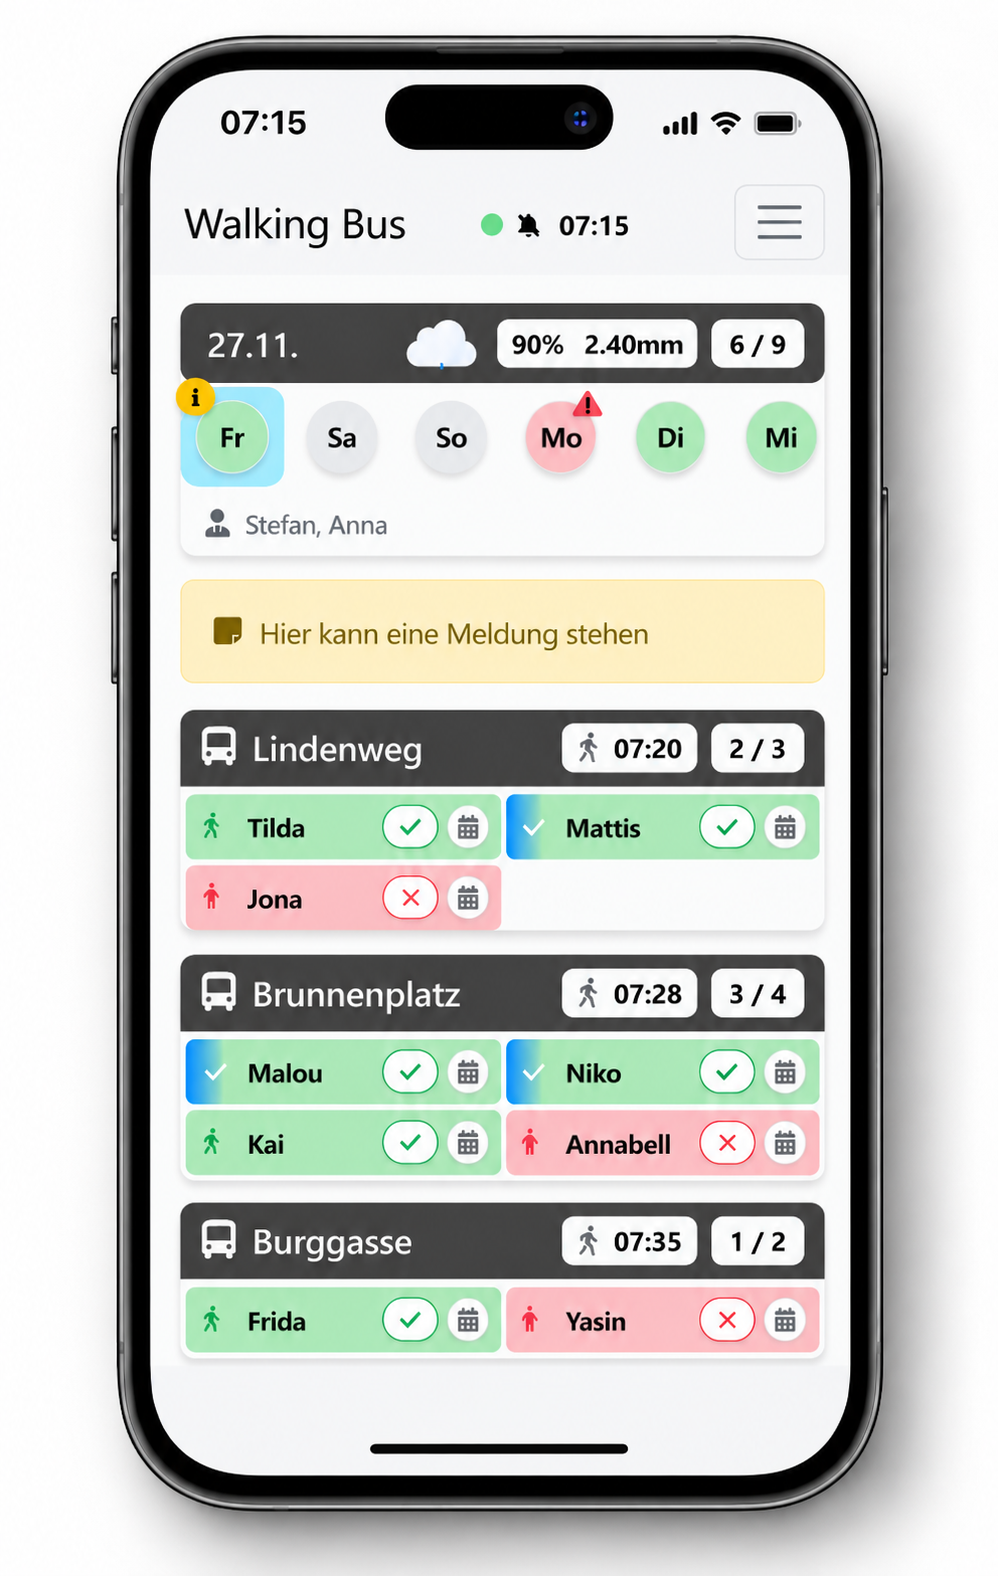 07:15
Walking Bus 07:15
27.11. 90% 2.40mm 6 / 9
Fr Sa So Mo Di Mi
Stefan, Anna
Hier kann eine Meldung stehen
Lindenweg 07:20 2 / 3
Tilda Mattis
Jona
Brunnenplatz 07:28 3 / 4
Malou Niko
Kai Annabell
Burggasse 07:35 1 / 2
Frida Yasin